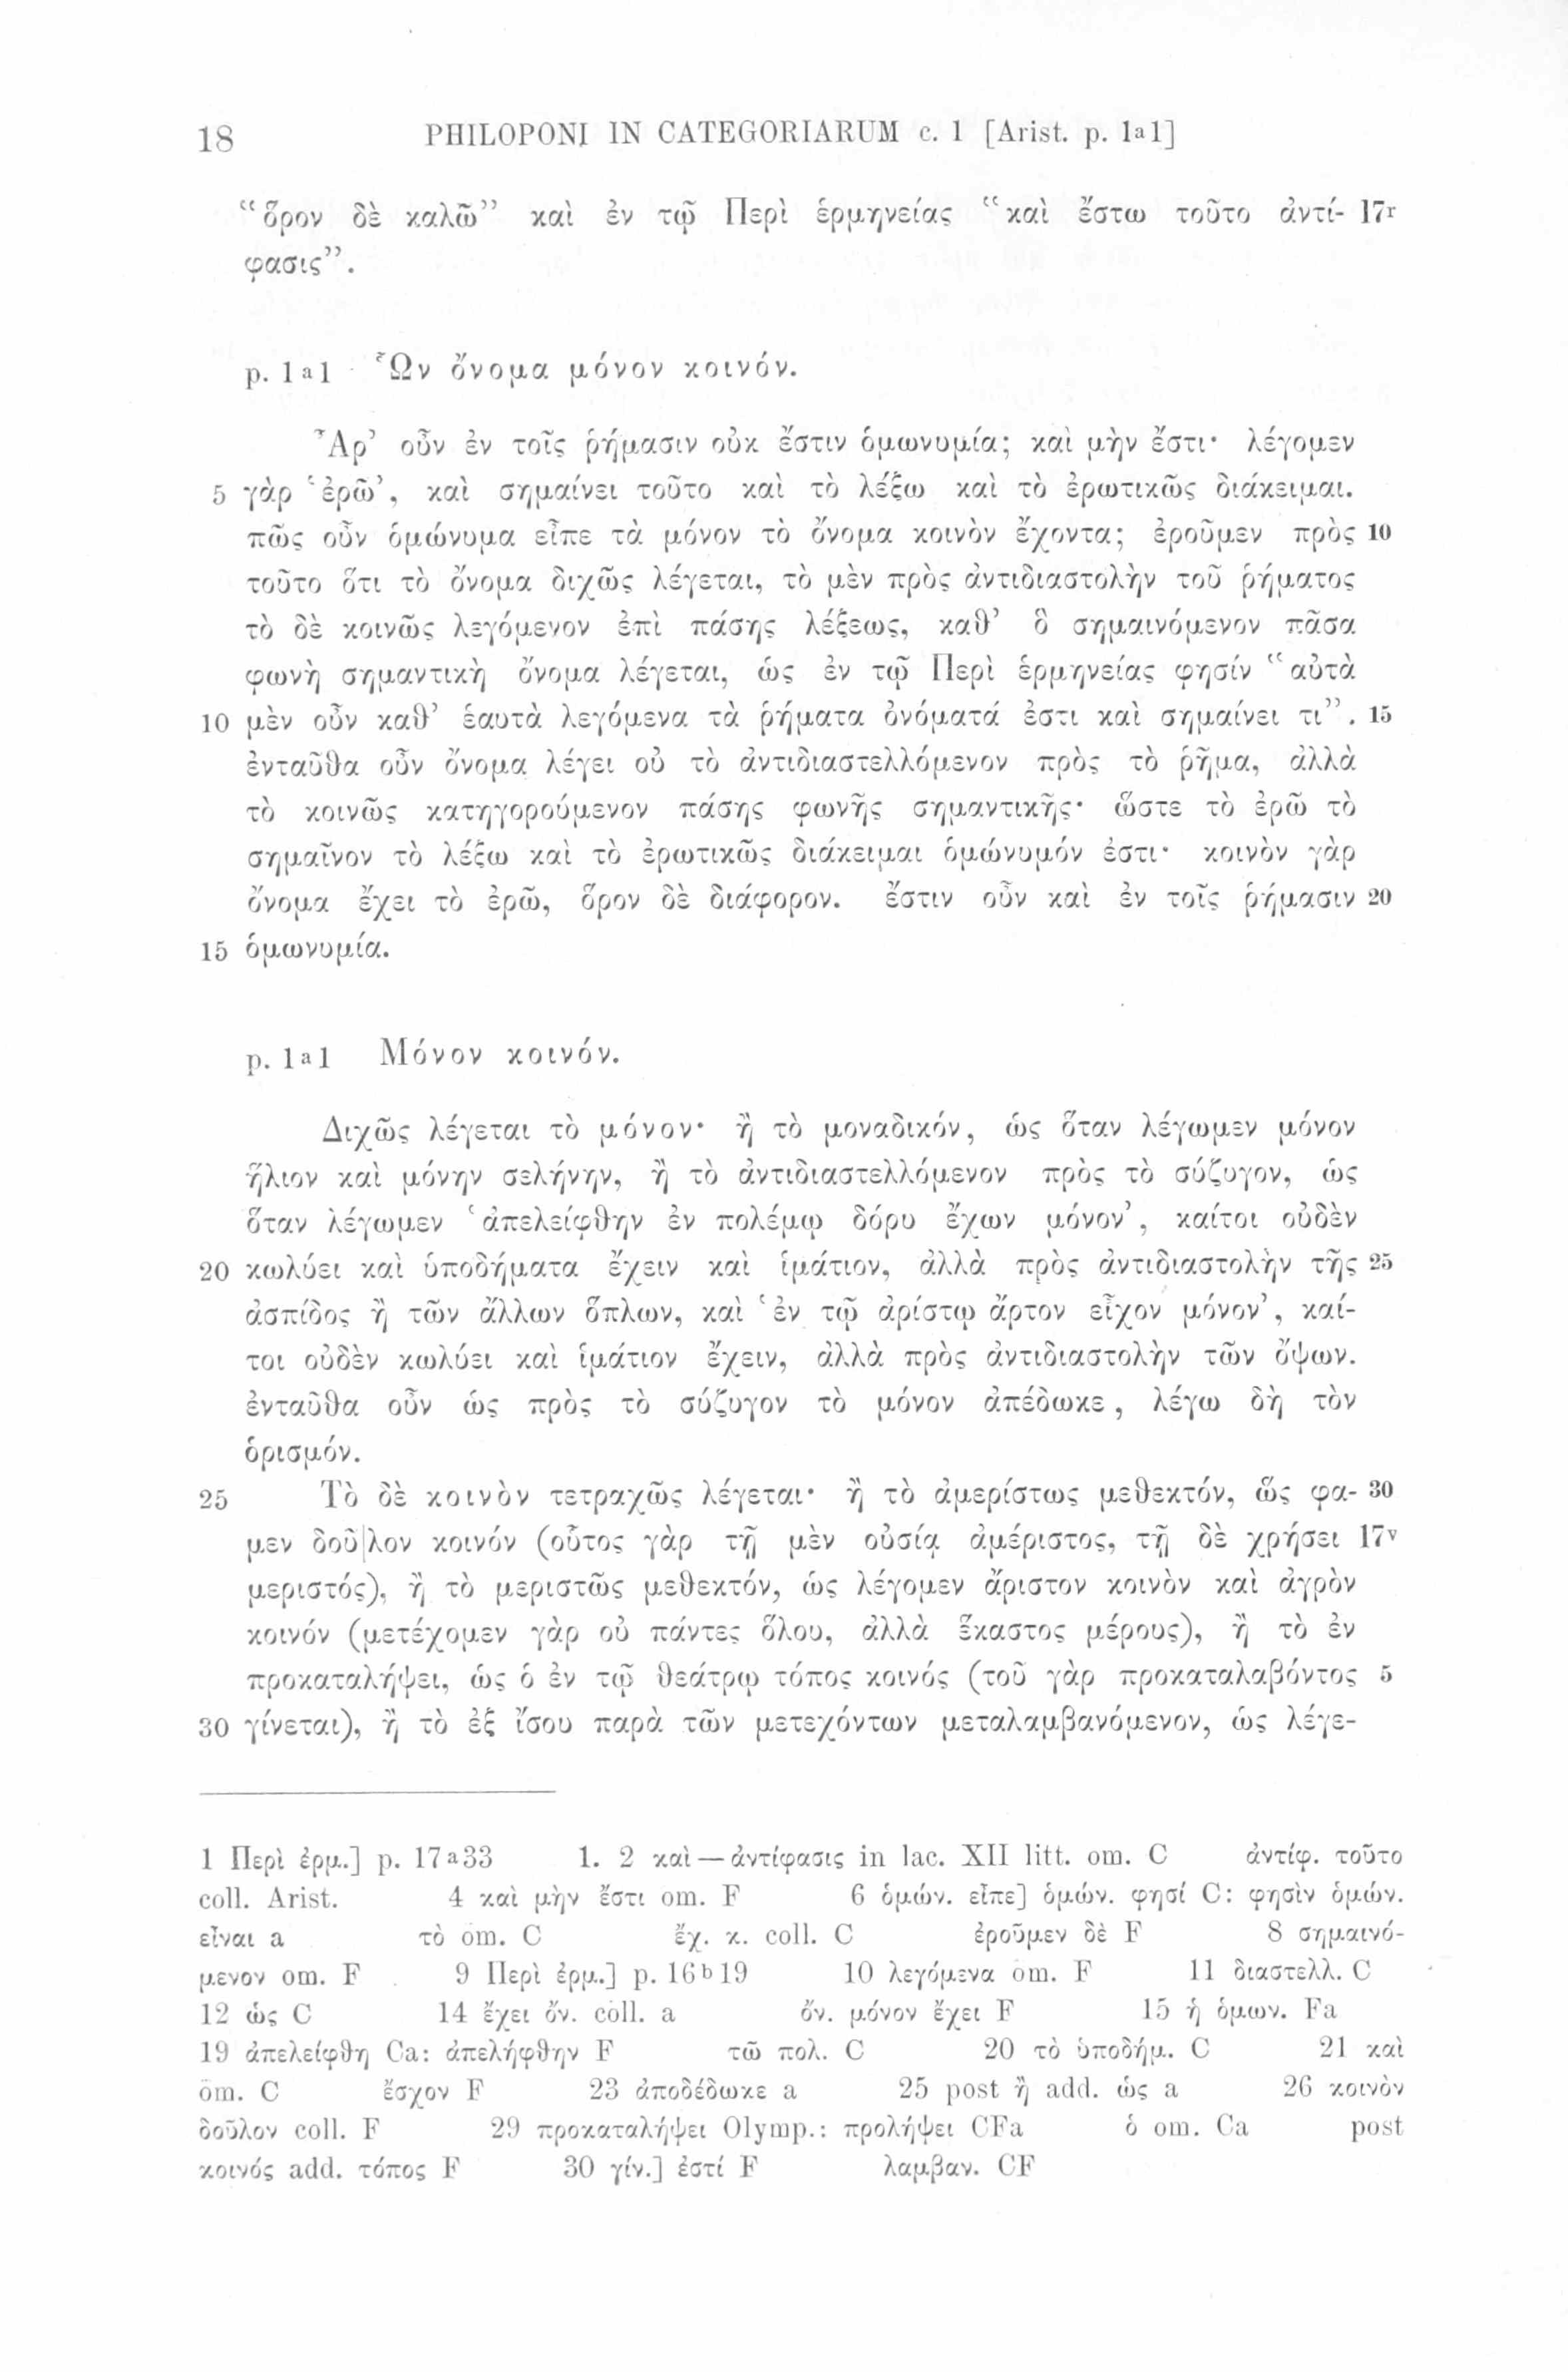 18 PHILOPONI IN CATEGORIARUM c. 1 [Arist. p. 1a1]
“ὅρον δὲ καλῶ” καὶ ἐν τῷ Περὶ ἑρμηνείας “καὶ ἔστω τοῦτο ἀντί- 17r
φασις”.
p. 1a1 Ὧν ὄνομα μόνον κοινόν.
Ἆρ’ οὖν ἐν τοῖς ῥήμασιν οὐκ ἔστιν ὁμωνυμία; καὶ μὴν ἔστι· λέγομεν
5 γὰρ ‘ἐρῶ’, καὶ σημαίνει τοῦτο καὶ τὸ λέξω καὶ τὸ ἐρωτικῶς διάκειμαι.
πῶς οὖν ὁμώνυμα εἶπε τὰ μόνον τὸ ὄνομα κοινὸν ἔχοντα; ἐροῦμεν πρὸς 10
τοῦτο ὅτι τὸ ὄνομα διχῶς λέγεται, τὸ μὲν πρὸς ἀντιδιαστολὴν τοῦ ῥήματος
τὸ δὲ κοινῶς λεγόμενον ἐπὶ πάσης λέξεως, καθ’ ὃ σημαινόμενον πᾶσα
φωνὴ σημαντικὴ ὄνομα λέγεται, ὡς ἐν τῷ Περὶ ἑρμηνείας φησίν “αὐτὰ
10 μὲν οὖν καθ’ ἑαυτὰ λεγόμενα τὰ ῥήματα ὀνόματά ἐστι καὶ σημαίνει τι”. 15
ἐνταῦθα οὖν ὄνομα λέγει οὐ τὸ ἀντιδιαστελλόμενον πρὸς τὸ ῥῆμα, ἀλλὰ
τὸ κοινῶς κατηγορούμενον πάσης φωνῆς σημαντικῆς· ὥστε τὸ ἐρῶ τὸ
σημαῖνον τὸ λέξω καὶ τὸ ἐρωτικῶς διάκειμαι ὁμώνυμόν ἐστι· κοινὸν γὰρ
ὄνομα ἔχει τὸ ἐρῶ, ὅρον δὲ διάφορον. ἔστιν οὖν καὶ ἐν τοῖς ῥήμασιν 20
15 ὁμωνυμία.
p. 1a1 Μόνον κοινόν.
Διχῶς λέγεται τὸ μόνον· ἢ τὸ μοναδικόν, ὡς ὅταν λέγωμεν μόνον
ἥλιον καὶ μόνην σελήνην, ἢ τὸ ἀντιδιαστελλόμενον πρὸς τὸ σύζυγον, ὡς
ὅταν λέγωμεν ‘ἀπελείφθην ἐν πολέμῳ δόρυ ἔχων μόνον’, καίτοι οὐδὲν
20 κωλύει καὶ ὑποδήματα ἔχειν καὶ ἱμάτιον, ἀλλὰ πρὸς ἀντιδιαστολὴν τῆς 25
ἀσπίδος ἢ τῶν ἄλλων ὅπλων, καὶ ‘ἐν τῷ ἀρίστῳ ἄρτον εἶχον μόνον’, καί-
τοι οὐδὲν κωλύει καὶ ἱμάτιον ἔχειν, ἀλλὰ πρὸς ἀντιδιαστολὴν τῶν ὄψων.
ἐνταῦθα οὖν ὡς πρὸς τὸ σύζυγον τὸ μόνον ἀπέδωκε, λέγω δὴ τὸν
ὁρισμόν.
25 Τὸ δὲ κοινὸν τετραχῶς λέγεται· ἢ τὸ ἀμερίστως μεθεκτόν, ὥς φα- 30
μεν δοῦ|λον κοινόν (οὗτος γὰρ τῇ μὲν οὐσίᾳ ἀμέριστος, τῇ δὲ χρήσει 17v
μεριστός), ἢ τὸ μεριστῶς μεθεκτόν, ὡς λέγομεν ἄριστον κοινὸν καὶ ἀγρὸν
κοινόν (μετέχομεν γὰρ οὐ πάντες ὅλου, ἀλλὰ ἕκαστος μέρους), ἢ τὸ ἐν
προκαταλήψει, ὡς ὁ ἐν τῷ θεάτρῳ τόπος κοινός (τοῦ γὰρ προκαταλαβόντος 5
30 γίνεται), ἢ τὸ ἐξ ἴσου παρὰ τῶν μετεχόντων μεταλαμβανόμενον, ὡς λέγε-
1 Περὶ ἑρμ.] p. 17a33 1. 2 καὶ — ἀντίφασις in lac. XII litt. om. C ἀντίφ. τοῦτο
coll. Arist. 4 καὶ μὴν ἔστι om. F 6 ὁμών. εἶπε] ὁμών. φησί C: φησὶν ὁμών.
εἶναι a τὸ om. C ἔχ. κ. coll. C ἐροῦμεν δὲ F 8 σημαινό-
μενον om. F 9 Περὶ ἑρμ.] p. 16b19 10 λεγόμενα om. F 11 διαστελλ. C
12 ὡς C 14 ἔχει ὄν. coll. a ὄν. μόνον ἔχει F 15 ἡ ὁμων. Fa
19 ἀπελείφθη Ca: ἀπελήφθην F τῶ πολ. C 20 τὸ ὑποδήμ. C 21 καὶ
om. C ἔσχον F 23 ἀποδέδωκε a 25 post ἢ add. ὡς a 26 κοινὸν
δοῦλον coll. F 29 προκαταλήψει Olymp.: προλήψει CFa ὁ om. Ca post
κοινός add. τόπος F 30 γίν.] ἐστί F λαμβαν. CF